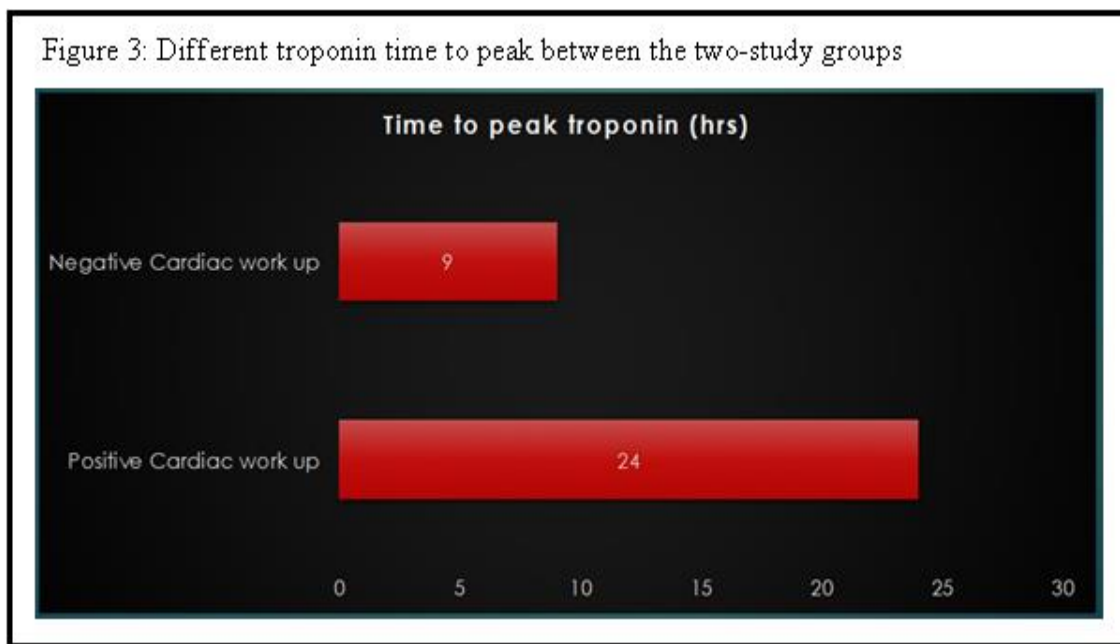 Figure 3: Different troponin time to peak between the two-study groups
Time to peak troponin (hrs)
Negative Cardiac work up
9
Positive Cardiac work up
24
0 5 10 15 20 25 30